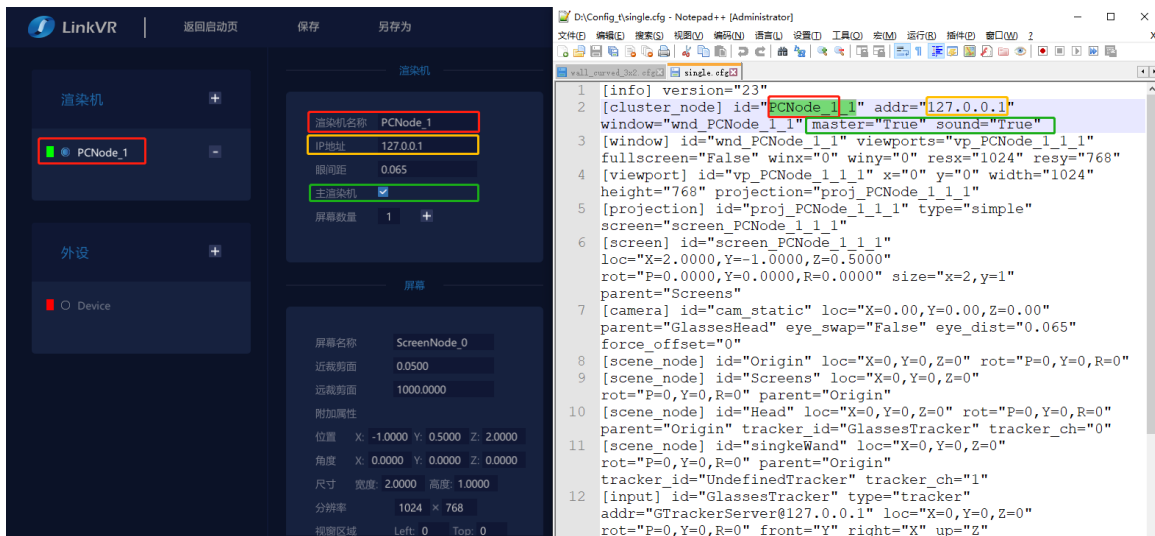 LinkVR
返回启动页
保存
另存为
渲染机
PCNode_1
外设
Device
渲染机
渲染机名称 PCNode_1
IP地址 127.0.0.1
眼间距 0.065
主渲染机
屏幕数量 1
屏幕
屏幕名称 ScreenNode_0
近裁剪面 0.0500
远裁剪面 1000.0000
附加属性
位置 X: -1.0000 Y: 0.5000 Z: 2.0000
角度 X: 0.0000 Y: 0.0000 Z: 0.0000
尺寸 宽度: 2.0000 高度: 1.0000
分辨率 1024 × 768
视窗区域 Left: 0 Top: 0
D:\Config_t\single.cfg - Notepad++ [Administrator]
文件(F) 编辑(E) 搜索(S) 视图(V) 编码(N) 语言(L) 设置(T) 工具(O) 宏(M) 运行(R) 插件(P) 窗口(W) ? X
wall_curved_3x2.cfg single.cfg
1 [info] version="23"
2 [cluster_node] id="PCNode_1_1" addr="127.0.0.1"
window="wnd_PCNode_1_1" master="True" sound="True"
3 [window] id="wnd_PCNode_1_1" viewports="vp_PCNode_1_1_1"
fullscreen="False" winx="0" winy="0" resx="1024" resy="768"
4 [viewport] id="vp_PCNode_1_1_1" x="0" y="0" width="1024"
height="768" projection="proj_PCNode_1_1_1"
5 [projection] id="proj_PCNode_1_1_1" type="simple"
screen="screen_PCNode_1_1_1"
6 [screen] id="screen_PCNode_1_1_1"
loc="X=2.0000,Y=-1.0000,Z=0.5000"
rot="P=0.0000,Y=0.0000,R=0.0000" size="x=2,y=1"
parent="Screens"
7 [camera] id="cam_static" loc="X=0.00,Y=0.00,Z=0.00"
parent="GlassesHead" eye_swap="False" eye_dist="0.065"
force_offset="0"
8 [scene_node] id="Origin" loc="X=0,Y=0,Z=0" rot="P=0,Y=0,R=0"
9 [scene_node] id="Screens" loc="X=0,Y=0,Z=0"
rot="P=0,Y=0,R=0" parent="Origin"
10 [scene_node] id="Head" loc="X=0,Y=0,Z=0" rot="P=0,Y=0,R=0"
parent="Origin" tracker_id="GlassesTracker" tracker_ch="0"
11 [scene_node] id="singkeWand" loc="X=0,Y=0,Z=0"
rot="P=0,Y=0,R=0" parent="Origin"
tracker_id="UndefinedTracker" tracker_ch="1"
12 [input] id="GlassesTracker" type="tracker"
addr="GTrackerServer@127.0.0.1" loc="X=0,Y=0,Z=0"
rot="P=0,Y=0,R=0" front="Y" right="X" up="Z"